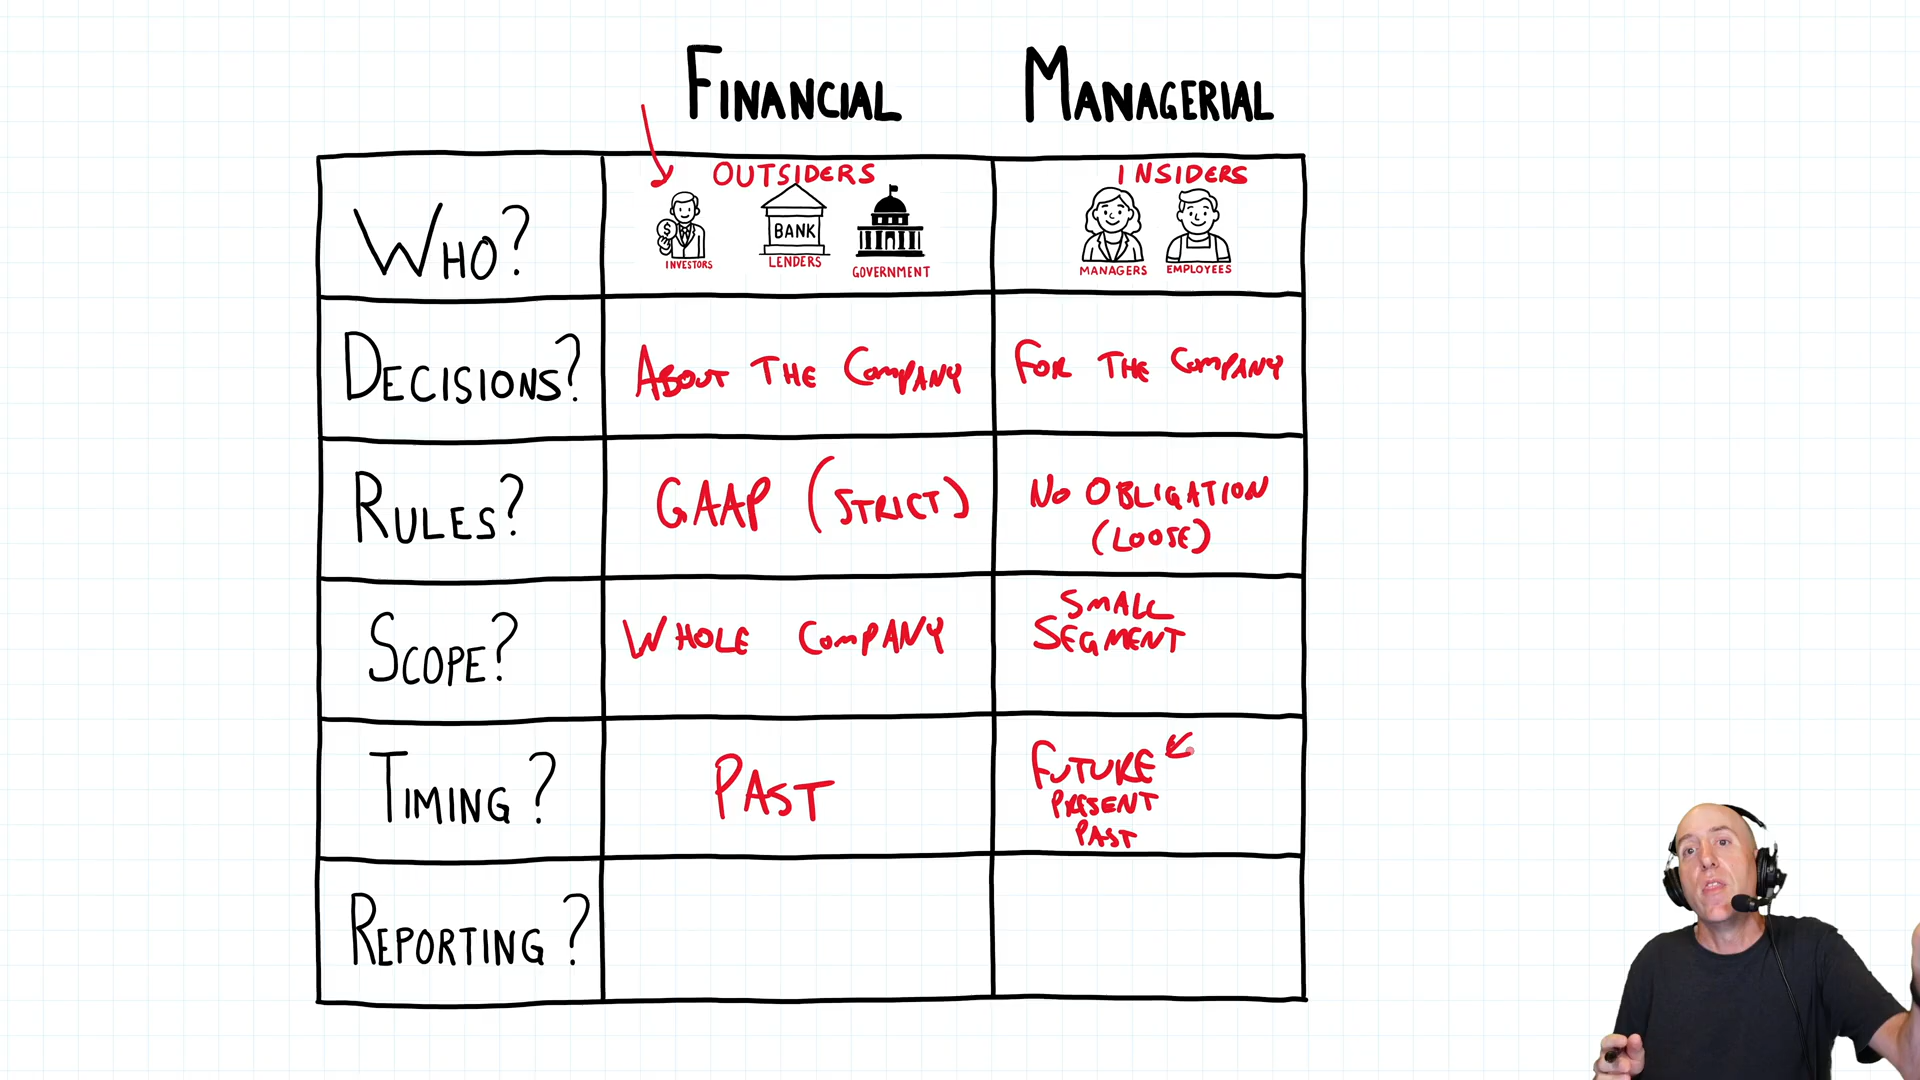 FINANCIAL MANAGERIAL
WHO?
OUTSIDERS
$
BANK
INVESTORS LENDERS GOVERNMENT
INSIDERS
MANAGERS EMPLOYEES
DECISIONS?
ABOUT THE COMPANY
FOR THE COMPANY
RULES?
GAAP (STRICT)
NO OBLIGATION
(LOOSE)
SCOPE?
WHOLE COMPANY
SMALL
SEGMENT
TIMING?
PAST
FUTURE
PRESENT
PAST
REPORTING?